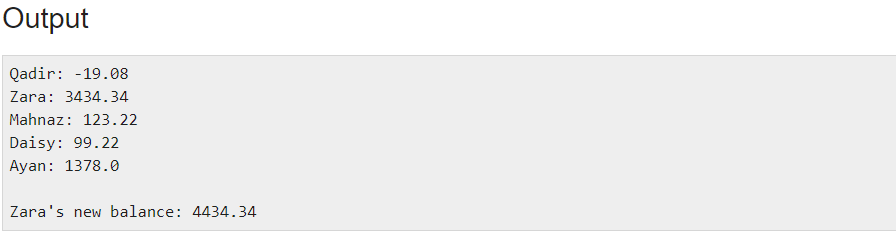 Output
Qadir: -19.08
Zara: 3434.34
Mahnaz: 123.22
Daisy: 99.22
Ayan: 1378.0
Zara's new balance: 4434.34